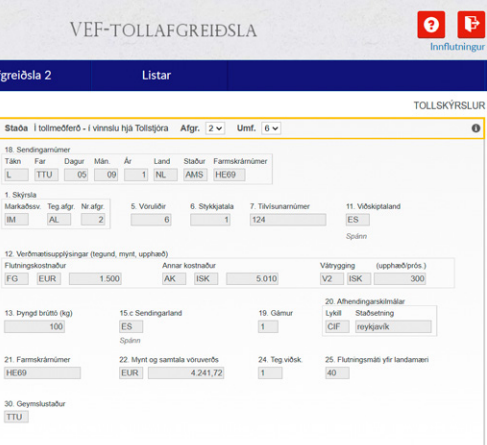 VEF-TOLLAFGREIÐSLA
Innflutningur
fgreiðsla 2 Listar
TOLLSKÝRSLUR
Staða Í tollmeðferð - í vinnslu hjá Tollstjóra Afgr. 2 Umf. 6
18. Sendingarnúmer
Tákn Far Dagur Mán. Ár Land Staður Farmskrárnúmer
L TTU 05 09 1 NL AMS HE69
1. Skýrsla
Markaðssv. Teg.afgr. Nr.afgr. 5. Vöruliðir 6. Stykkjatala 7. Tilvísunarnúmer 11. Viðskiptaland
IM AL 2 6 1 124 ES
Spánn
12. Verðmætisupplýsingar (tegund, mynt, upphæð)
Flutningskostnaður Annar kostnaður Vátrygging (upphæð/prós.)
FG EUR 1.500 AK ISK 5.010 V2 ISK 300
20. Afhendingarskilmálar
13. Þyngd brúttó (kg) 15.c Sendingarland 19. Gámur Lykill Staðsetning
100 ES 1 CIF reykjavík
Spánn
21. Farmskrárnúmer 22. Mynt og samtala vöruverðs 24. Teg.viðsk. 25. Flutningsmáti yfir landamæri
HE69 EUR 4.241,72 1 40
30. Geymslustaður
TTU